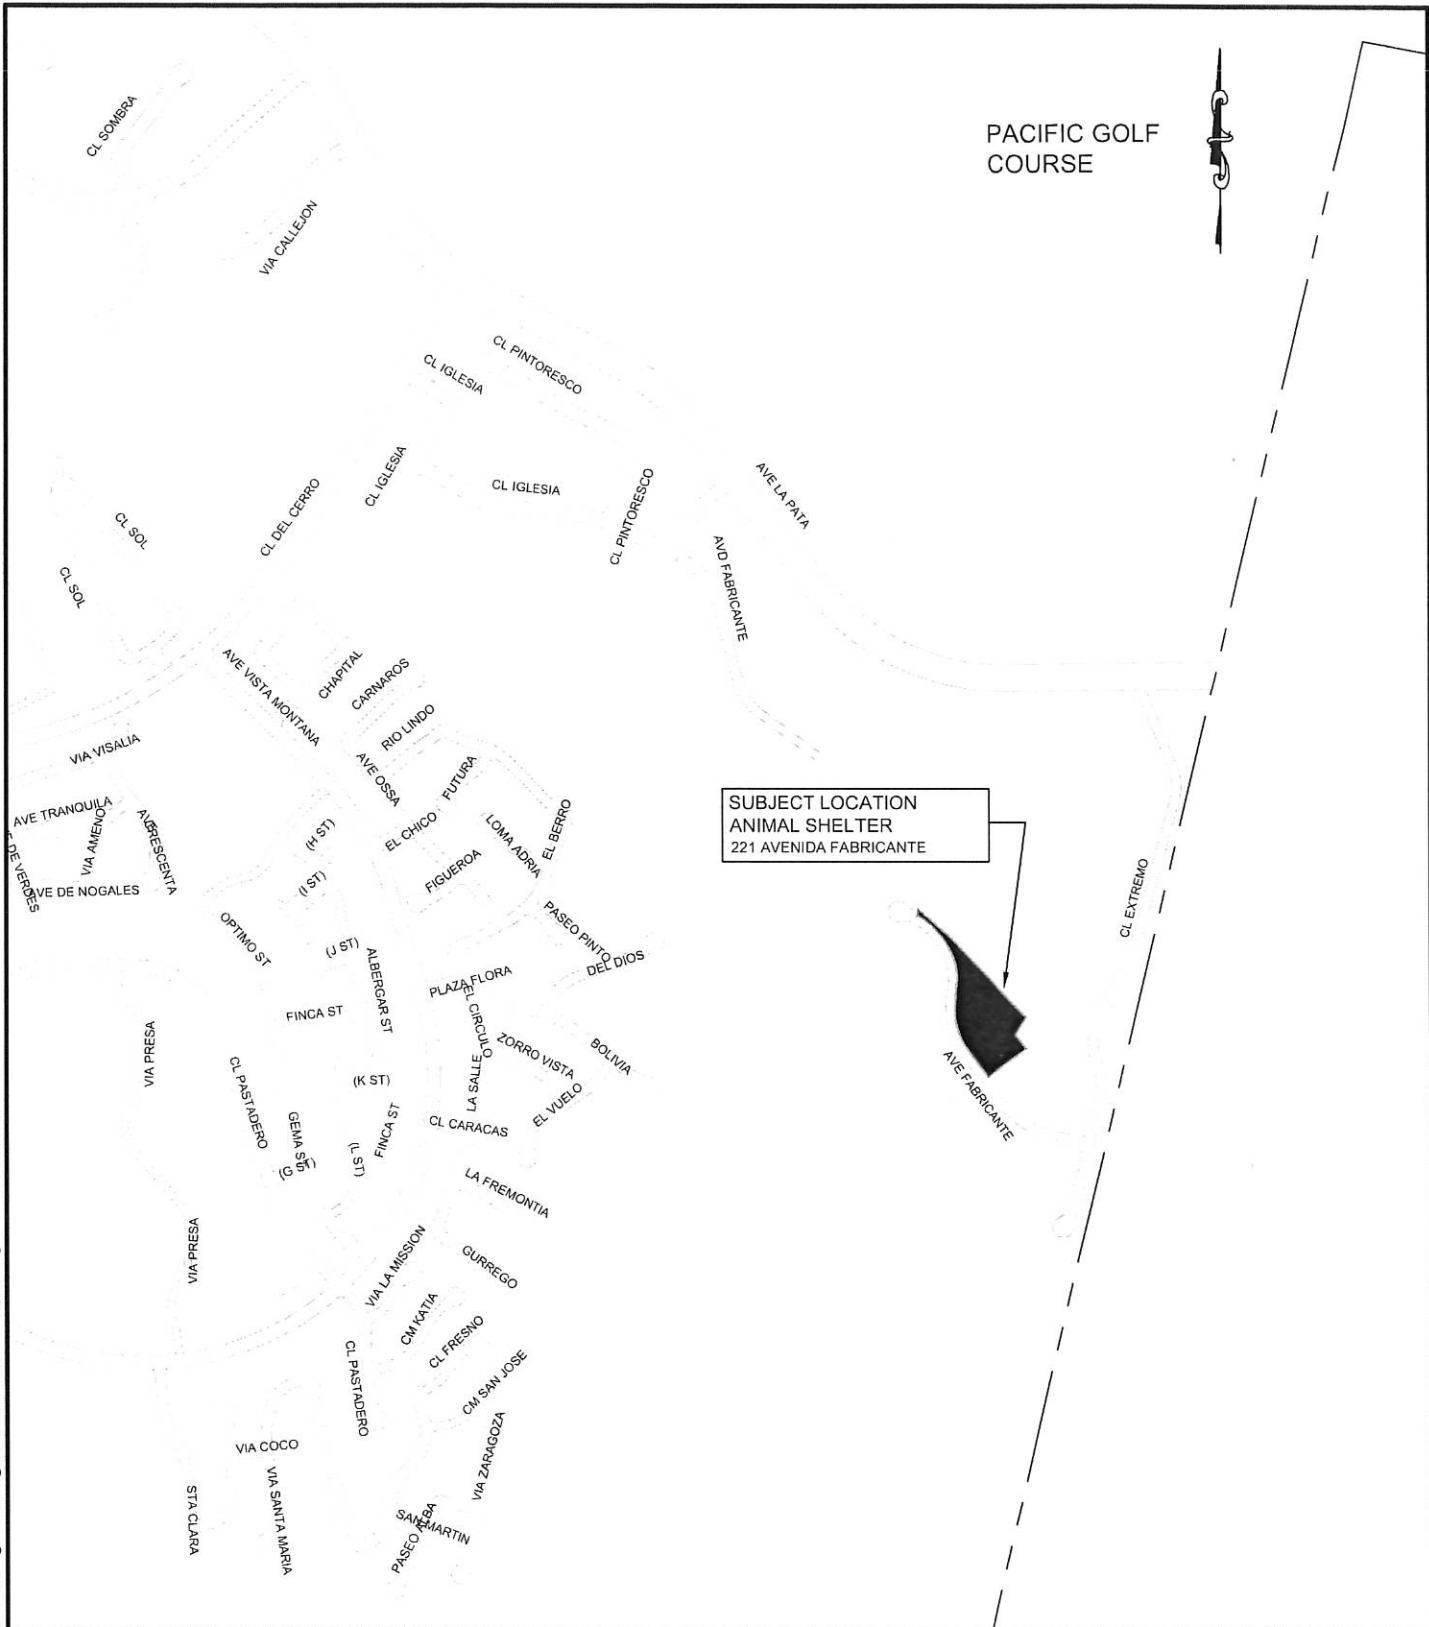 CL SOMBRA
PACIFIC GOLF
COURSE
VIA CALLEJON
CL PINTORESCO
CL IGLESIA
CL IGLESIA
CL IGLESIA
CL PINTORESCO
AVE LA PATA
CL DEL CERRO
CL SOL
CL SOL
AVD FABRICANTE
AVE VISTA MONTANA
CHAPITAL
CARNAROS
RIO LINDO
VIA VISALIA
AVE OSSA
FUTURA
AVE TRANQUILA
VIA AMENO
AVE DE NOGALES
(H ST)
EL CHICO
LOMA ADRIA
EL BERRO
SUBJECT LOCATION
ANIMAL SHELTER
221 AVENIDA FABRICANTE
(I ST)
FIGUEROA
CL EXTREMO
OPTIMO ST
(J ST)
ALBERGAR ST
PASEO PINTO
DEL DIOS
PLAZA FLORA
EL CIRCULO
FINCA ST
ZORRO VISTA
BOLIVIA
VIA PRESA
CL PASTADERO
(K ST)
LA SALLE
EL VUELO
AVE FABRICANTE
GEMA ST
(G ST)
(L ST)
FINCA ST
CL CARACAS
LA FREMONTIA
VIA PRESA
VIA LA MISSION
GURREGO
CM KATIA
CL FRESNO
CL PASTADERO
CM SAN JOSE
VIA COCO
VIA ZARAGOZA
STA CLARA
VIA SANTA MARIA
SAN MARTIN
PASEO ALBA